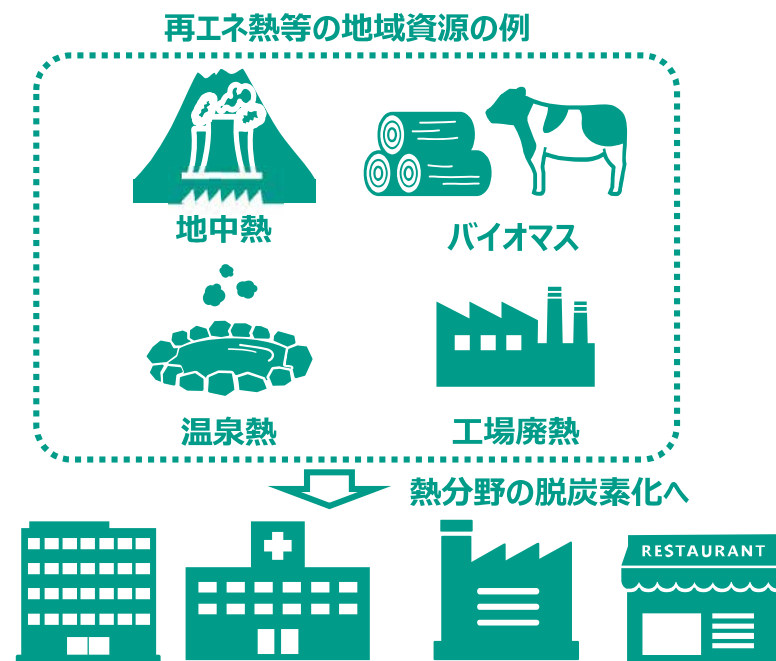 再エネ熱等の地域資源の例
地中熱
バイオマス
温泉熱
工場廃熱
熱分野の脱炭素化へ
RESTAURANT